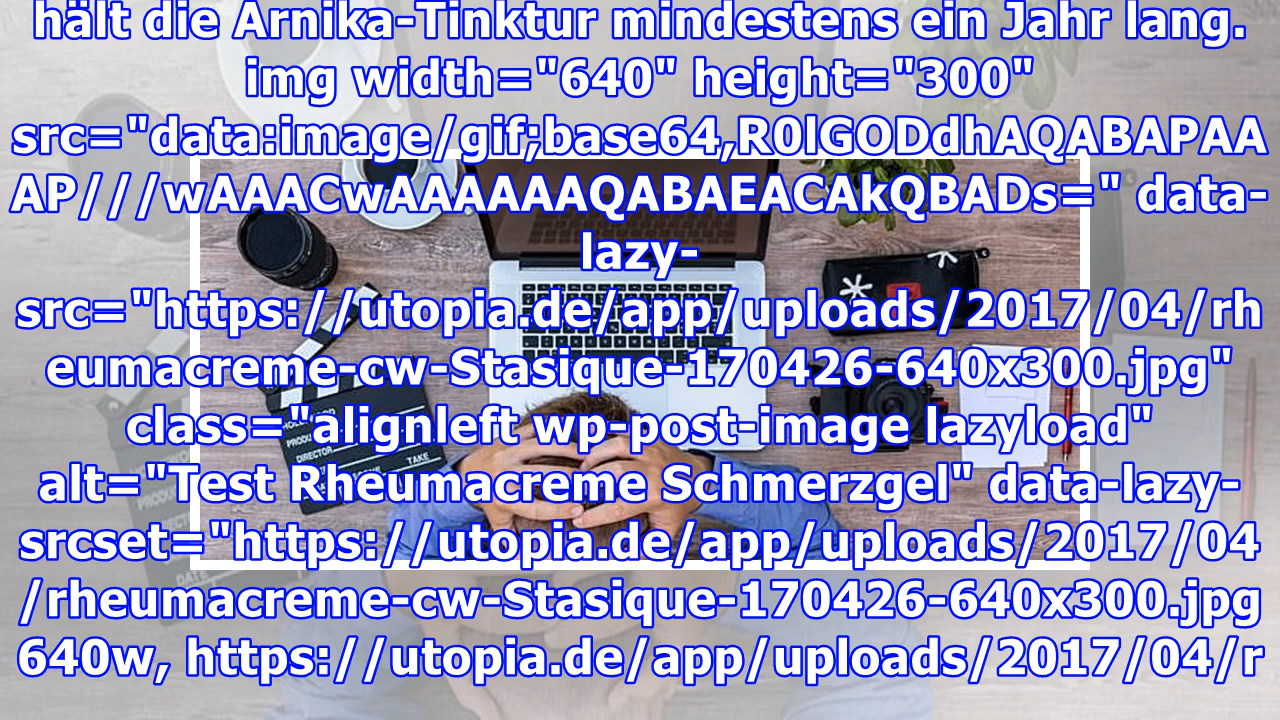 hält die Arnika-Tinktur mindestens ein Jahr lang.
img width="640" height="300"
src="data:image/gif;base64,R0lGODdhAQABAPAA
AP///wAAACwAAAAAAQABAEACAkQBADs=" data-
lazy-
src="https://utopia.de/app/uploads/2017/04/rh
eumacreme-cw-Stasique-170426-640x300.jpg"
class="alignleft wp-post-image lazyload"
alt="Test Rheumacreme Schmerzgel" data-lazy-
srcset="https://utopia.de/app/uploads/2017/04
/rheumacreme-cw-Stasique-170426-640x300.jpg
640w, https://utopia.de/app/uploads/2017/04/r
DIRECTOR
TAKE
DATE